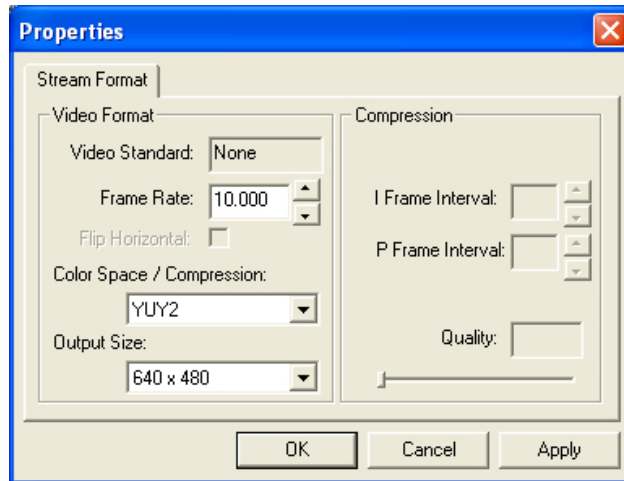 Properties
Stream Format
Video Format
Video Standard: None
Frame Rate: 10.000
Flip Horizontal:
Color Space / Compression:
YUY2
Output Size:
640 x 480
Compression
I Frame Interval:
P Frame Interval:
Quality:
OK Cancel Apply